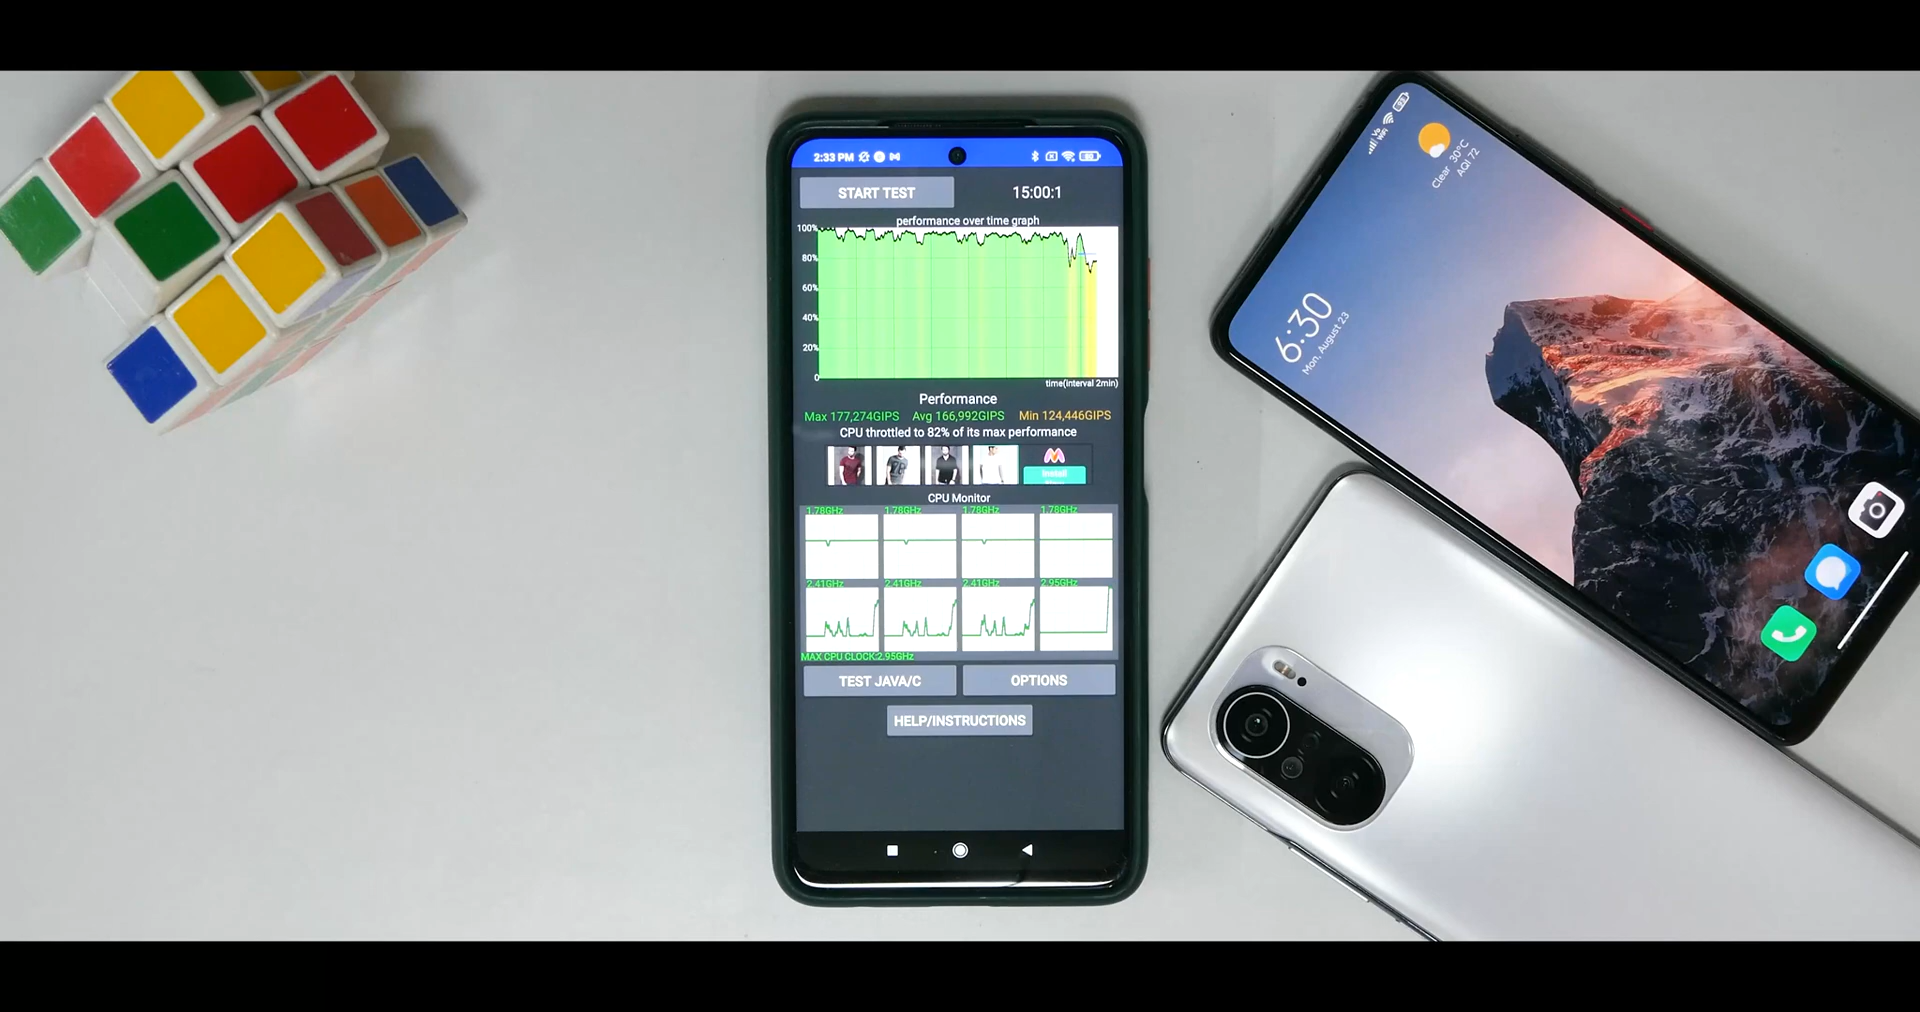 2:33 PM
START TEST
15:00:1
performance over time graph
100%
80%
60%
40%
20%
0
time(interval 2min)
Performance
Max 177,274GIPS Avg 166,992GIPS Min 124,446GIPS
CPU throttled to 82% of its max performance
Install
CPU Monitor
1.78GHz 1.78GHz 1.78GHz 1.78GHz
2.41GHz 2.41GHz 2.41GHz 2.95GHz
MAX CPU CLOCK:2.95GHz
TEST JAVA/C
OPTIONS
HELP/INSTRUCTIONS
Vo
WiFi
30°C
Clear AQI 72
6:30
Mon, August 23